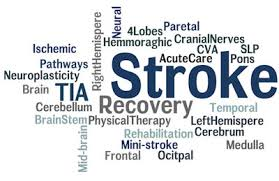 Neural
4Lobes
Paretal
Ischemic
RightHemispere
Hemmoraghic
CranialNerves
Pathways
AcuteCare
CVA
SLP
Neuroplasticity
Stroke
Pons
Brain
TIA
Recovery
Cerebellum
Temporal
BrainStem
PhysicalTherapy
LeftHemispere
Mid-brain
Rehabilitation
Cerebrum
Mini-stroke
Medulla
Frontal
Ocitpal